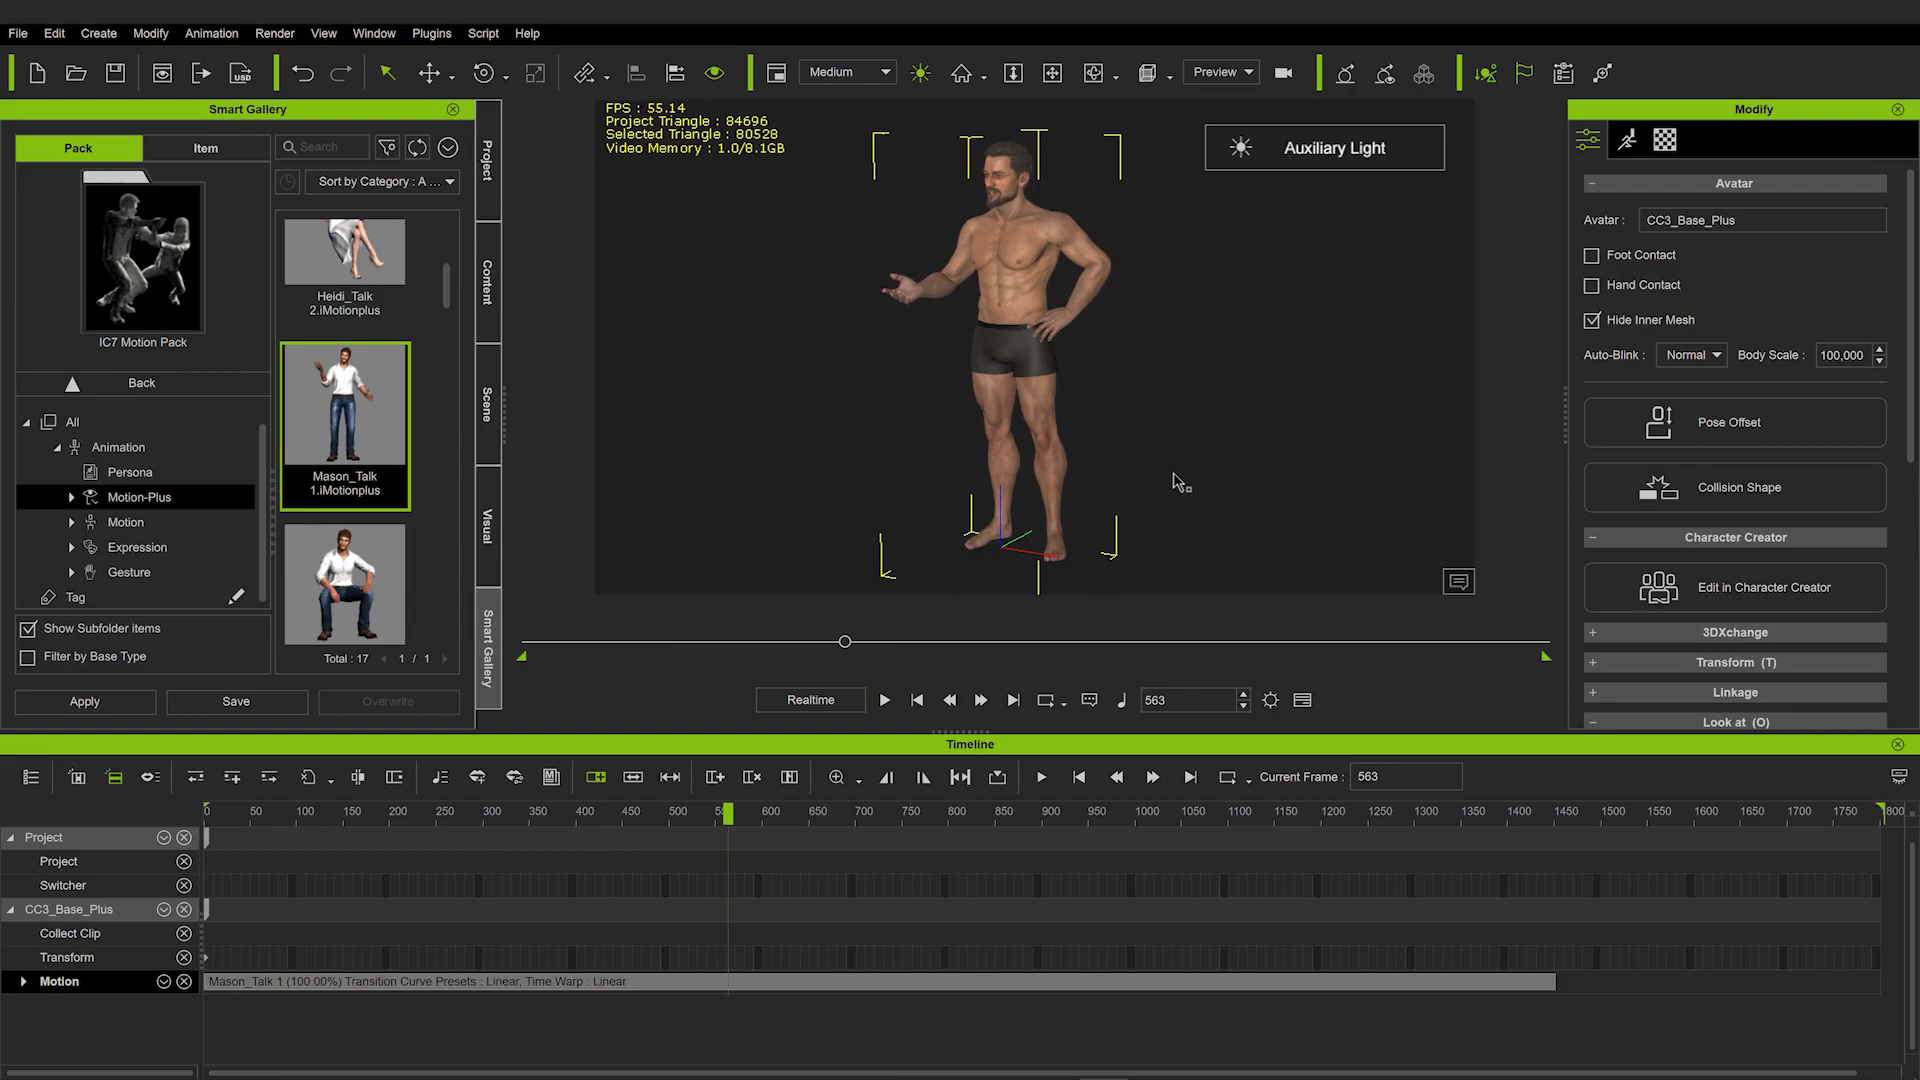 File Edit Create Modify Animation Render View Window Plugins Script Help
USD
Medium
Preview
Smart Gallery
Pack Item
Search
Sort by Category : A ...
IC7 Motion Pack
Back
All
Animation
Persona
Motion-Plus
Motion
Expression
Gesture
Tag
Show Subfolder items
Filter by Base Type
Heidi_Talk
2.iMotionplus
Mason_Talk
1.iMotionplus
Total : 17 1 / 1
Apply Save Overwrite
Project
Content
Scene
Visual
Smart Gallery
FPS : 55.14
Project Triangle : 84696
Selected Triangle : 80528
Video Memory : 1.0/8.1GB
Auxiliary Light
Realtime 563
Modify
Avatar
Avatar : CC3_Base_Plus
Foot Contact
Hand Contact
Hide Inner Mesh
Auto-Blink : Normal Body Scale : 100,000
Pose Offset
Collision Shape
Character Creator
Edit in Character Creator
3DXchange
Transform (T)
Linkage
Look at (O)
Timeline
Current Frame : 563
0 50 100 150 200 250 300 350 400 450 500 600 650 700 750 800 850 900 950 1000 1050 1100 1150 1200 1250 1300 1350 1400 1450 1500 1550 1600 1650 1700 1750 1800
Project
Project
Switcher
CC3_Base_Plus
Collect Clip
Transform
Motion Mason_Talk 1 (100.00%) Transition Curve Presets : Linear, Time Warp : Linear